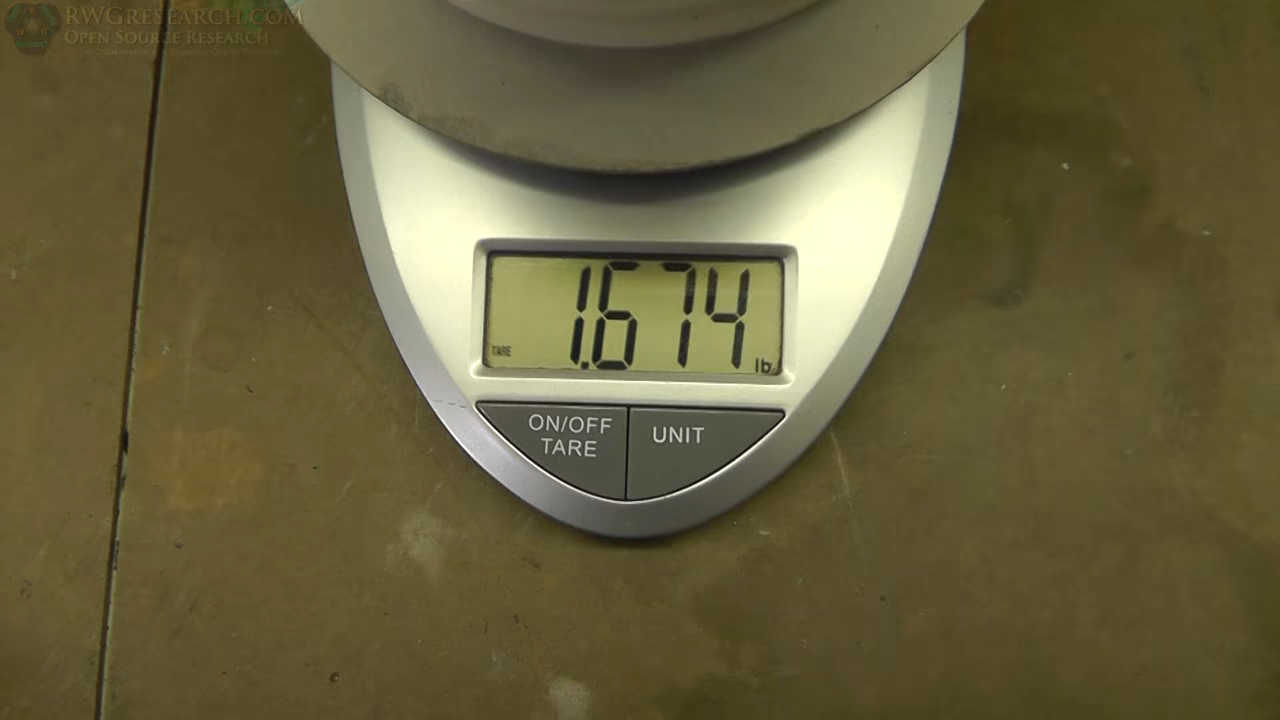 RWGRESEARCH.COM
OPEN SOURCE RESEARCH
1.674
TARE
lb
ON/OFF
TARE
UNIT